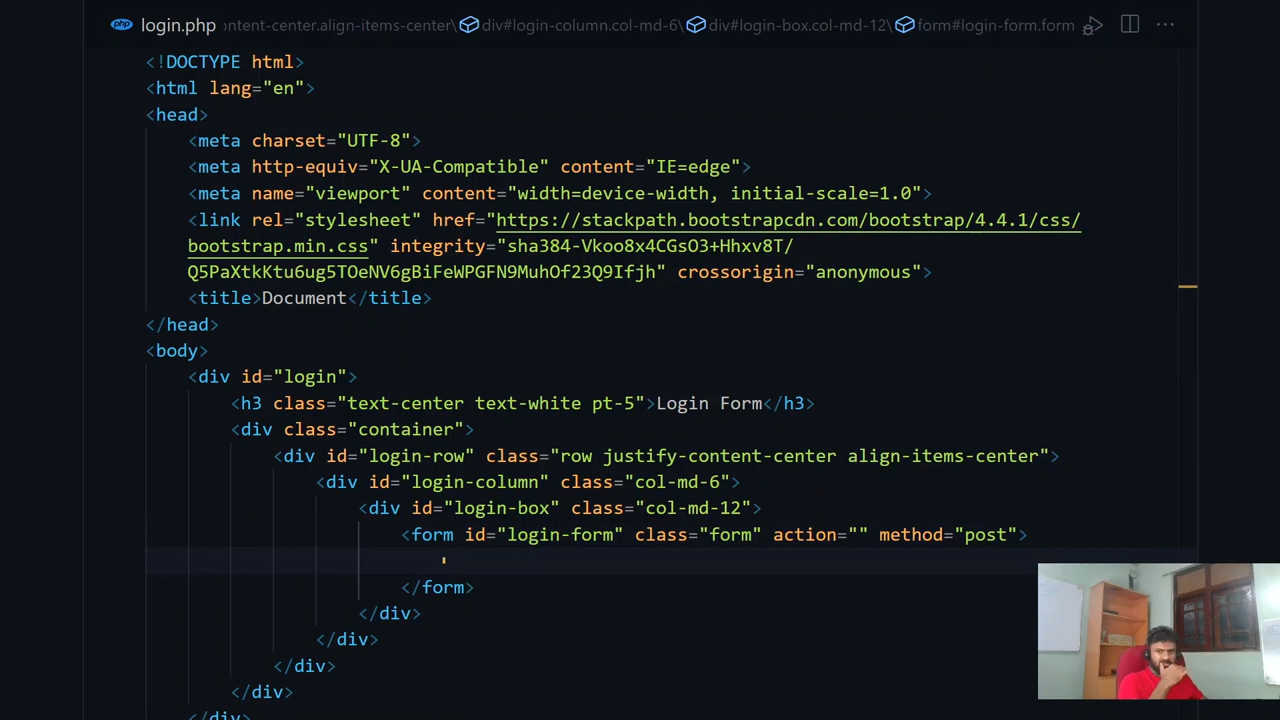 php login.php ontent-center.align-items-center\ div#login-column.col-md-6\ div#login-box.col-md-12\ form#login-form.form
<!DOCTYPE html>
<html lang="en">
<head>
<meta charset="UTF-8">
<meta http-equiv="X-UA-Compatible" content="IE=edge">
<meta name="viewport" content="width=device-width, initial-scale=1.0">
<link rel="stylesheet" href="https://stackpath.bootstrapcdn.com/bootstrap/4.4.1/css/
bootstrap.min.css" integrity="sha384-Vkoo8x4CGsO3+Hhxv8T/
Q5PaXtkKtu6ug5TOeNV6gBiFeWPGFN9MuhOf23Q9Ifjh" crossorigin="anonymous">
<title>Document</title>
</head>
<body>
<div id="login">
<h3 class="text-center text-white pt-5">Login Form</h3>
<div class="container">
<div id="login-row" class="row justify-content-center align-items-center">
<div id="login-column" class="col-md-6">
<div id="login-box" class="col-md-12">
<form id="login-form" class="form" action="" method="post">
</form>
</div>
</div>
</div>
</div>
</div>